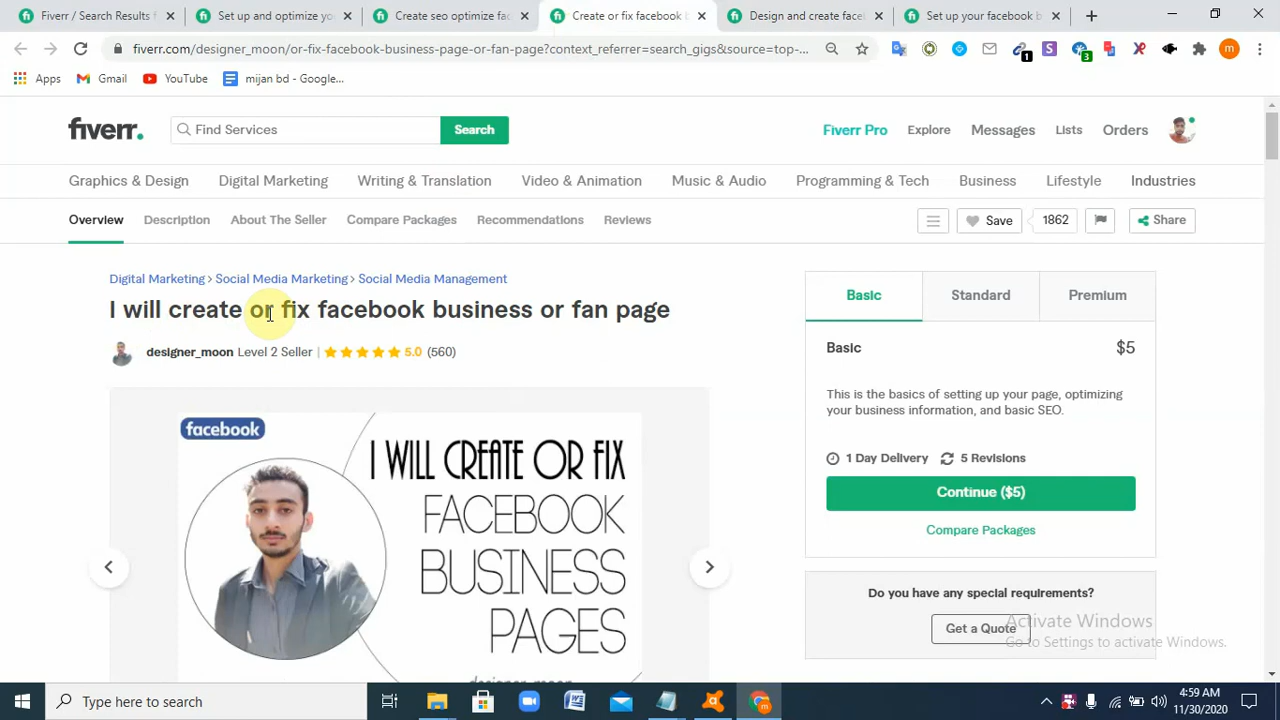 Fiverr / Search Results f
Set up and optimize yo
Create seo optimize fac
Create or fix facebook b
Design and create faceb
Set up your facebook b
fiverr.com/designer_moon/or-fix-facebook-business-page-or-fan-page?context_referrer=search_gigs&source=top-...
Apps
Gmail
YouTube
mijan bd - Google...
fiverr.
Find Services
Search
Fiverr Pro
Explore
Messages
Lists
Orders
Graphics & Design
Digital Marketing
Writing & Translation
Video & Animation
Music & Audio
Programming & Tech
Business
Lifestyle
Industries
Overview
Description
About The Seller
Compare Packages
Recommendations
Reviews
Save
1862
Share
Digital Marketing > Social Media Marketing > Social Media Management
I will create or fix facebook business or fan page
designer_moon Level 2 Seller | 5.0 (560)
facebook
I WILL CREATE OR FIX
FACEBOOK
BUSINESS
PAGES
designer_moon
Basic
Standard
Premium
Basic
$5
This is the basics of setting up your page, optimizing
your business information, and basic SEO.
1 Day Delivery
5 Revisions
Continue ($5)
Compare Packages
Do you have any special requirements?
Get a Quote
Activate Windows
Go to Settings to activate Windows.
Type here to search
4:59 AM
11/30/2020